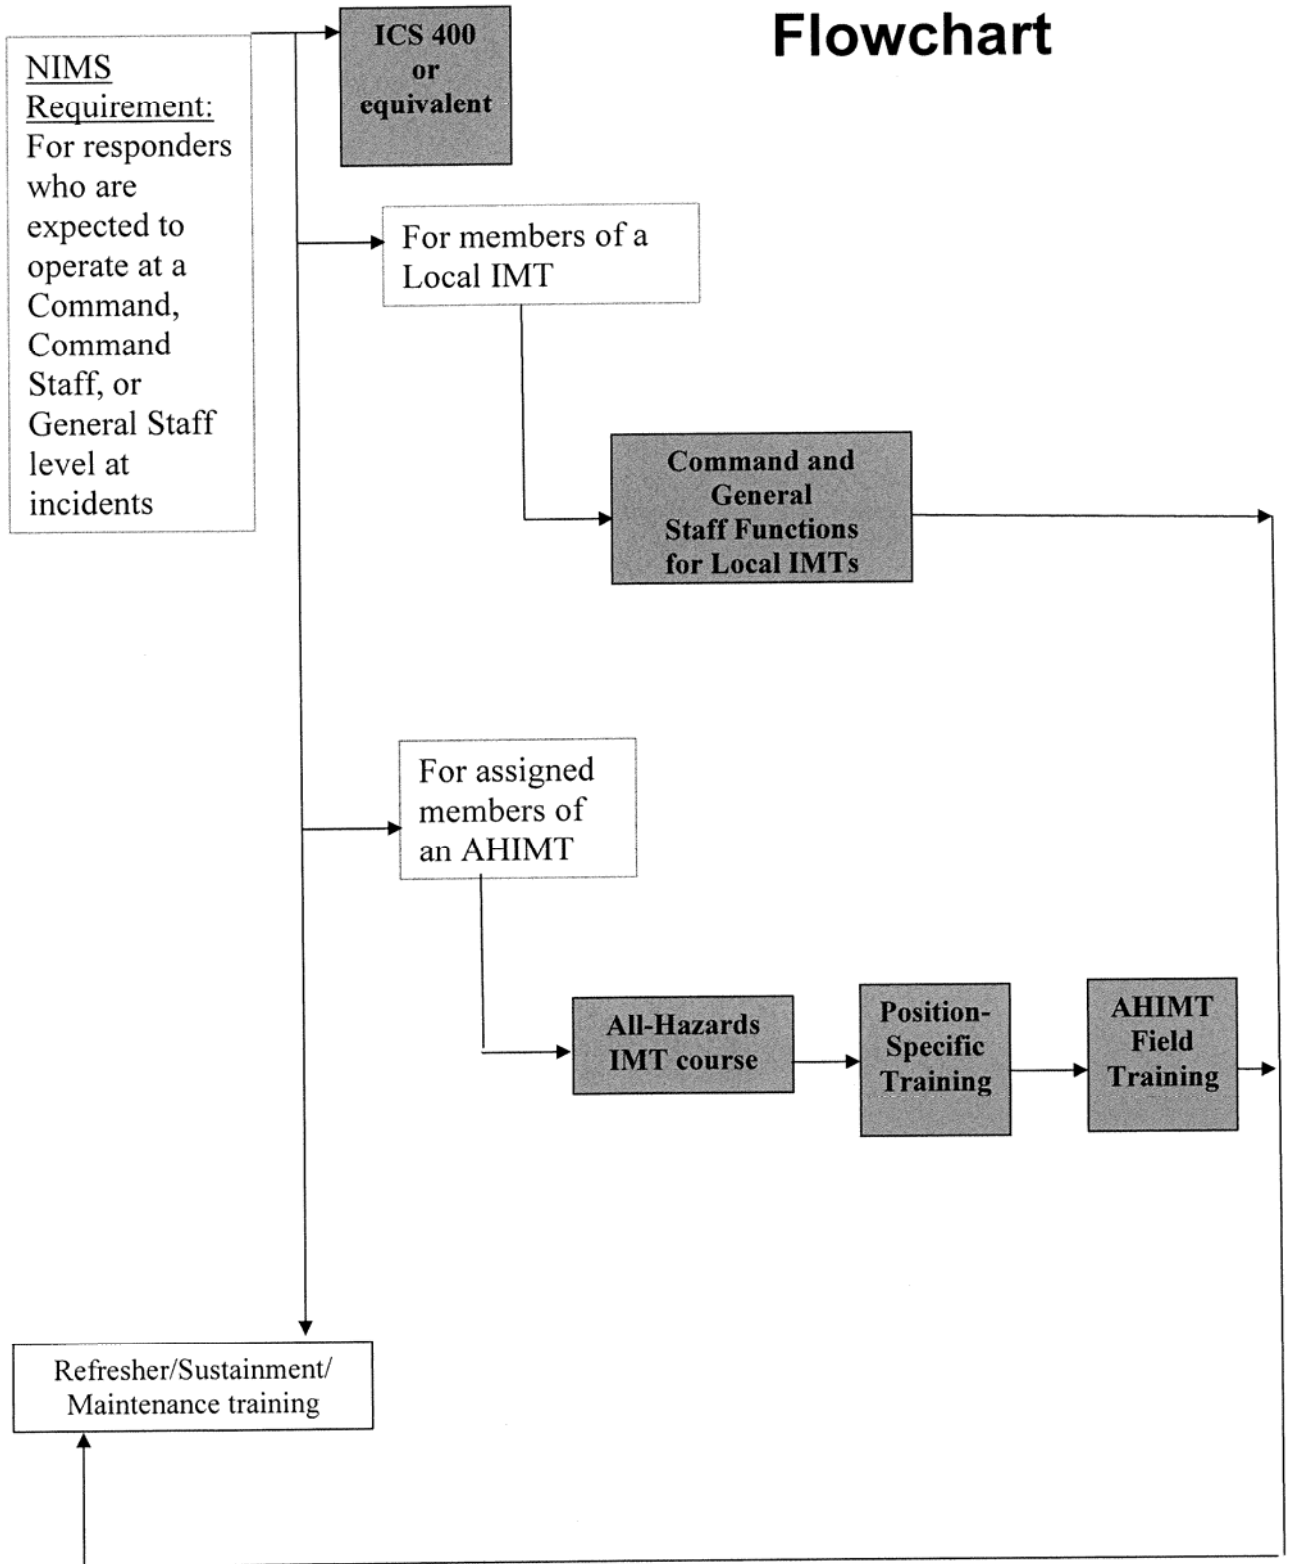 Flowchart
NIMS
Requirement:
For responders
who are
expected to
operate at a
Command,
Command
Staff, or
General Staff
level at
incidents
ICS 400
or
equivalent
For members of a
Local IMT
Command and
General
Staff Functions
for Local IMTs
For assigned
members of
an AHIMT
All-Hazards
IMT course
Position-
Specific
Training
AHIMT
Field
Training
Refresher/Sustainment/
Maintenance training